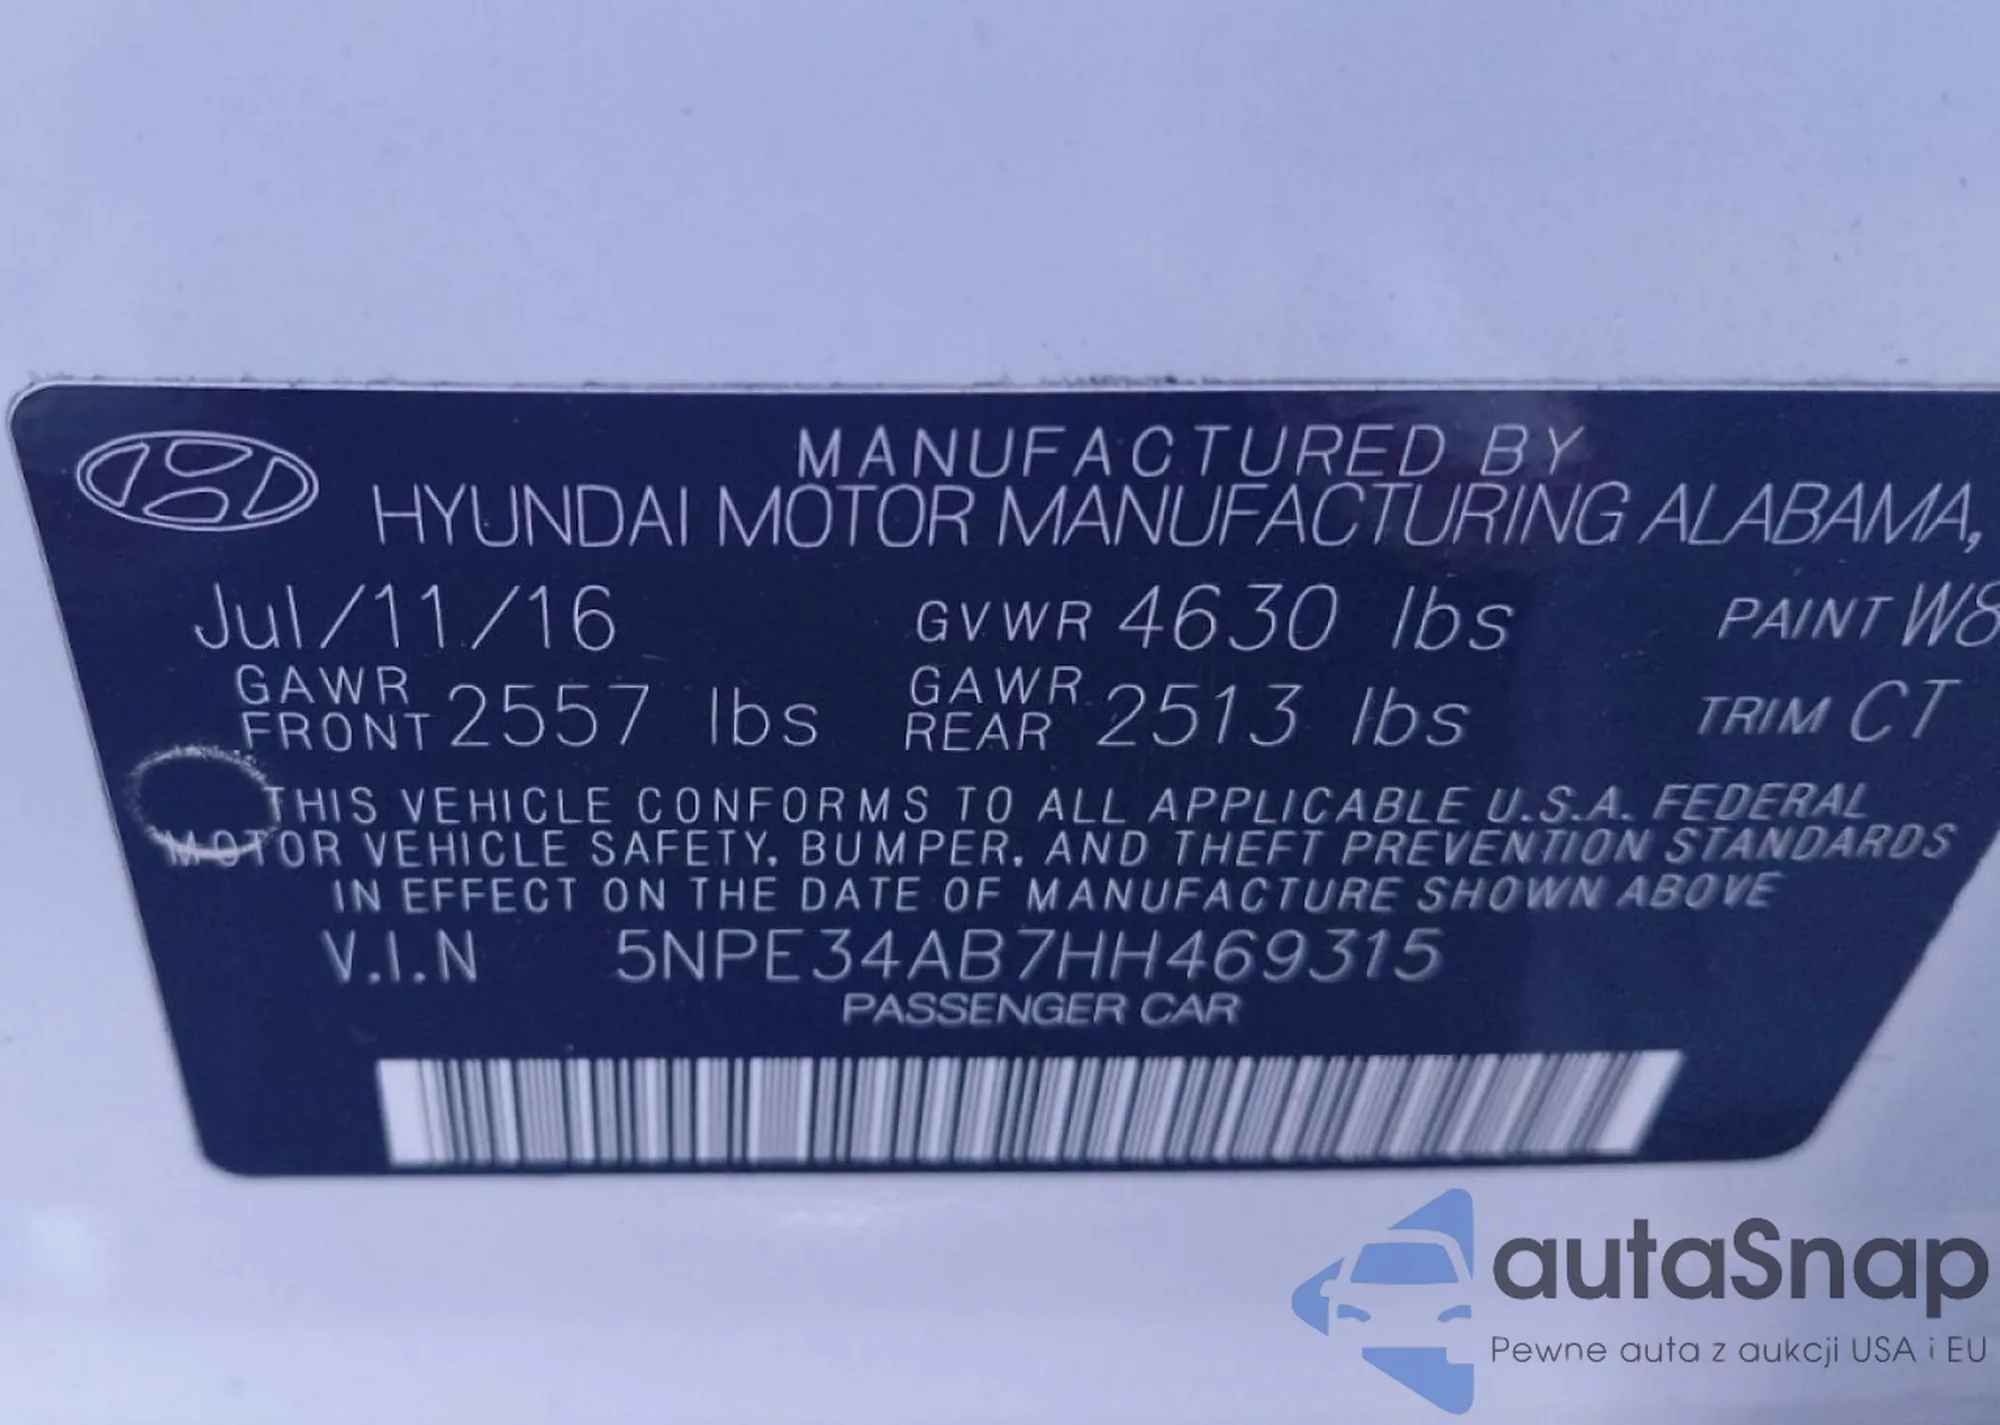 MANUFACTURED BY
HYUNDAI MOTOR MANUFACTURING ALABAMA,
Jul/11/16 GVWR 4630 lbs PAINT W8
GAWR FRONT 2557 lbs GAWR REAR 2513 lbs TRIM CT
THIS VEHICLE CONFORMS TO ALL APPLICABLE U.S.A. FEDERAL
MOTOR VEHICLE SAFETY, BUMPER, AND THEFT PREVENTION STANDARDS
IN EFFECT ON THE DATE OF MANUFACTURE SHOWN ABOVE
V.I.N 5NPE34AB7HH469315
PASSENGER CAR
autaSnap
Pewne auta z aukcji USA i EU